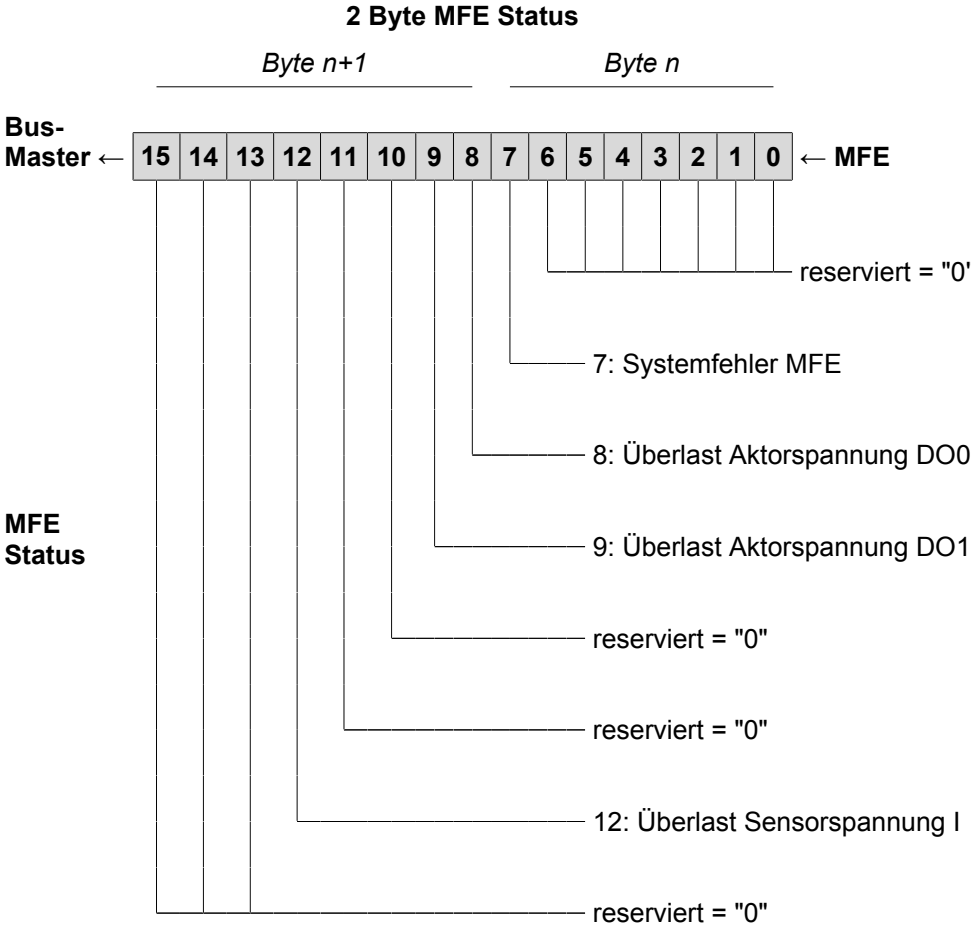 2 Byte MFE Status
Byte n+1 Byte n
Bus-
Master ← 15 14 13 12 11 10 9 8 7 6 5 4 3 2 1 0 ← MFE
reserviert = "0'
7: Systemfehler MFE
8: Überlast Aktorspannung DO0
MFE
Status
9: Überlast Aktorspannung DO1
reserviert = "0"
reserviert = "0"
12: Überlast Sensorspannung I
reserviert = "0"